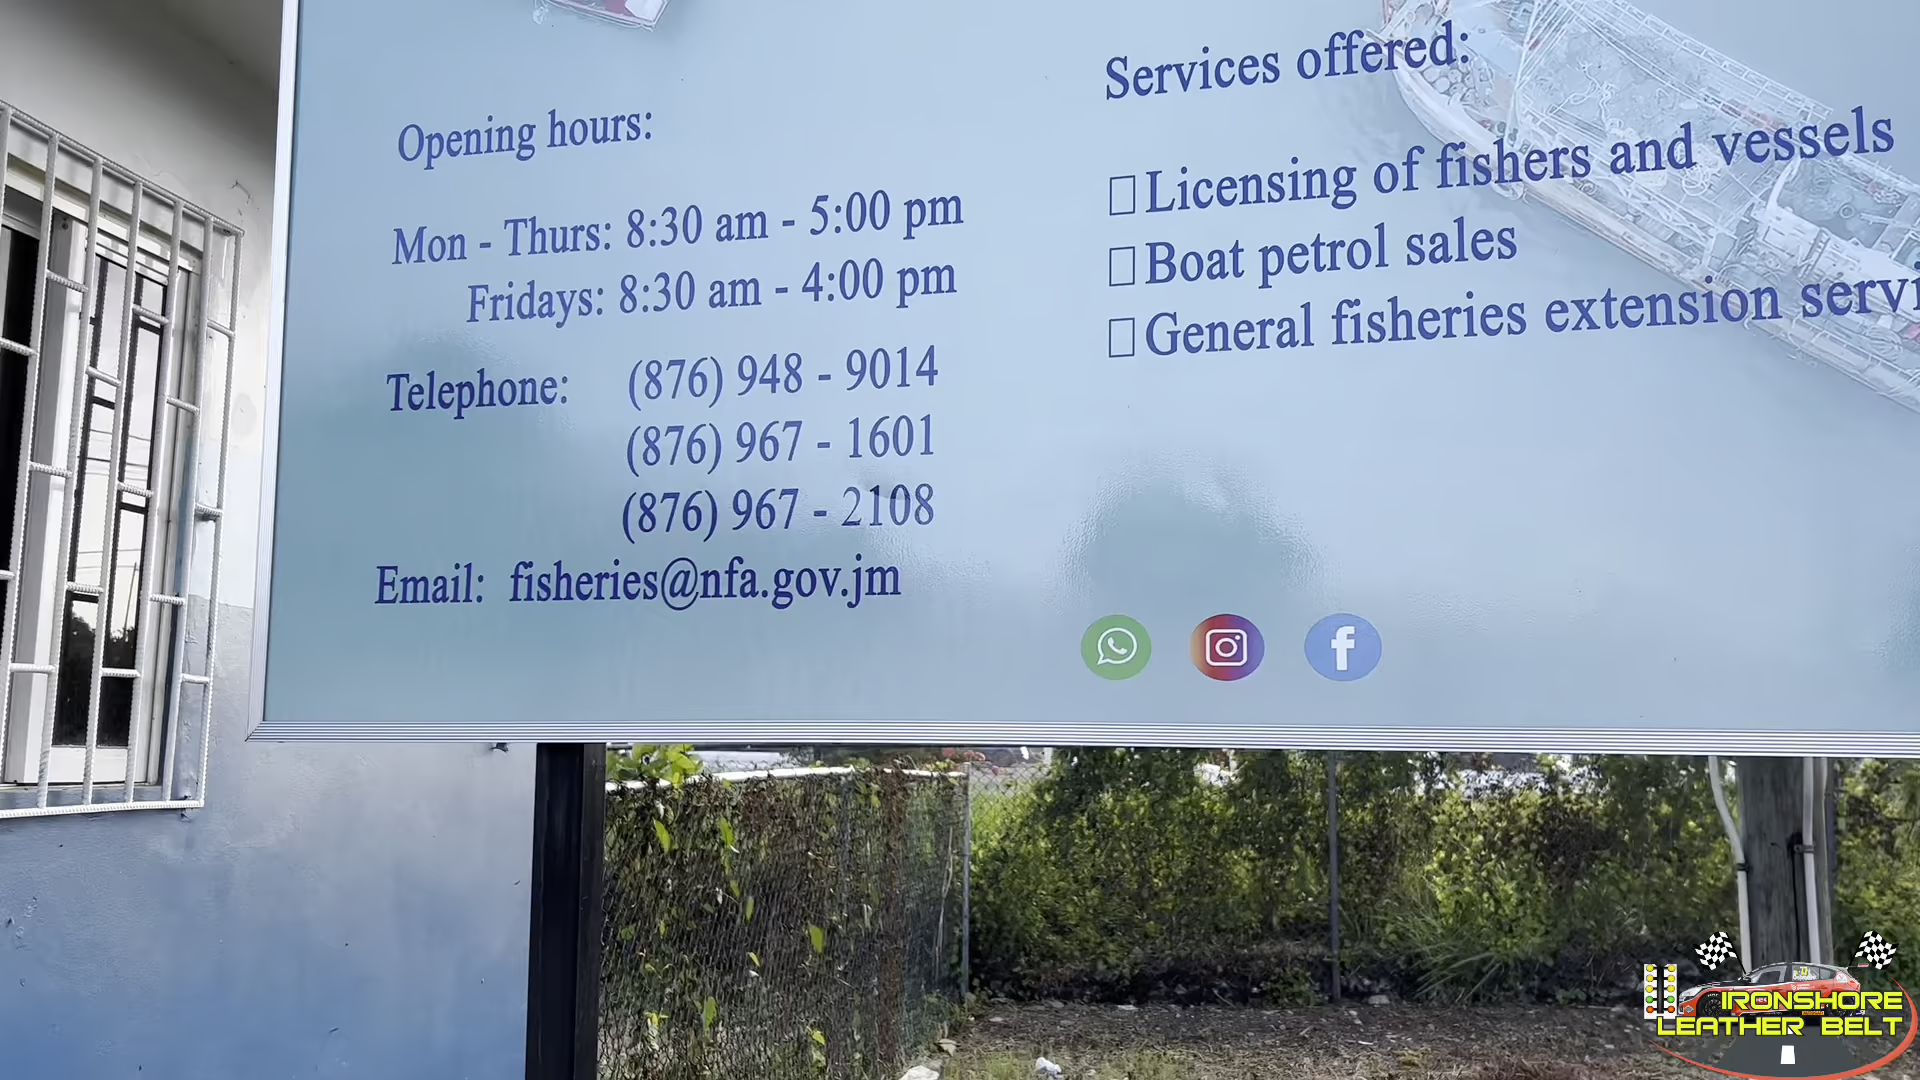 Opening hours:
Mon - Thurs: 8:30 am - 5:00 pm
Fridays: 8:30 am - 4:00 pm
Telephone: (876) 948 - 9014
(876) 967 - 1601
(876) 967 - 2108
Email: fisheries@nfa.gov.jm
Services offered:
Licensing of fishers and vessels
Boat petrol sales
General fisheries extension
IRONSHORE
LEATHER BELT